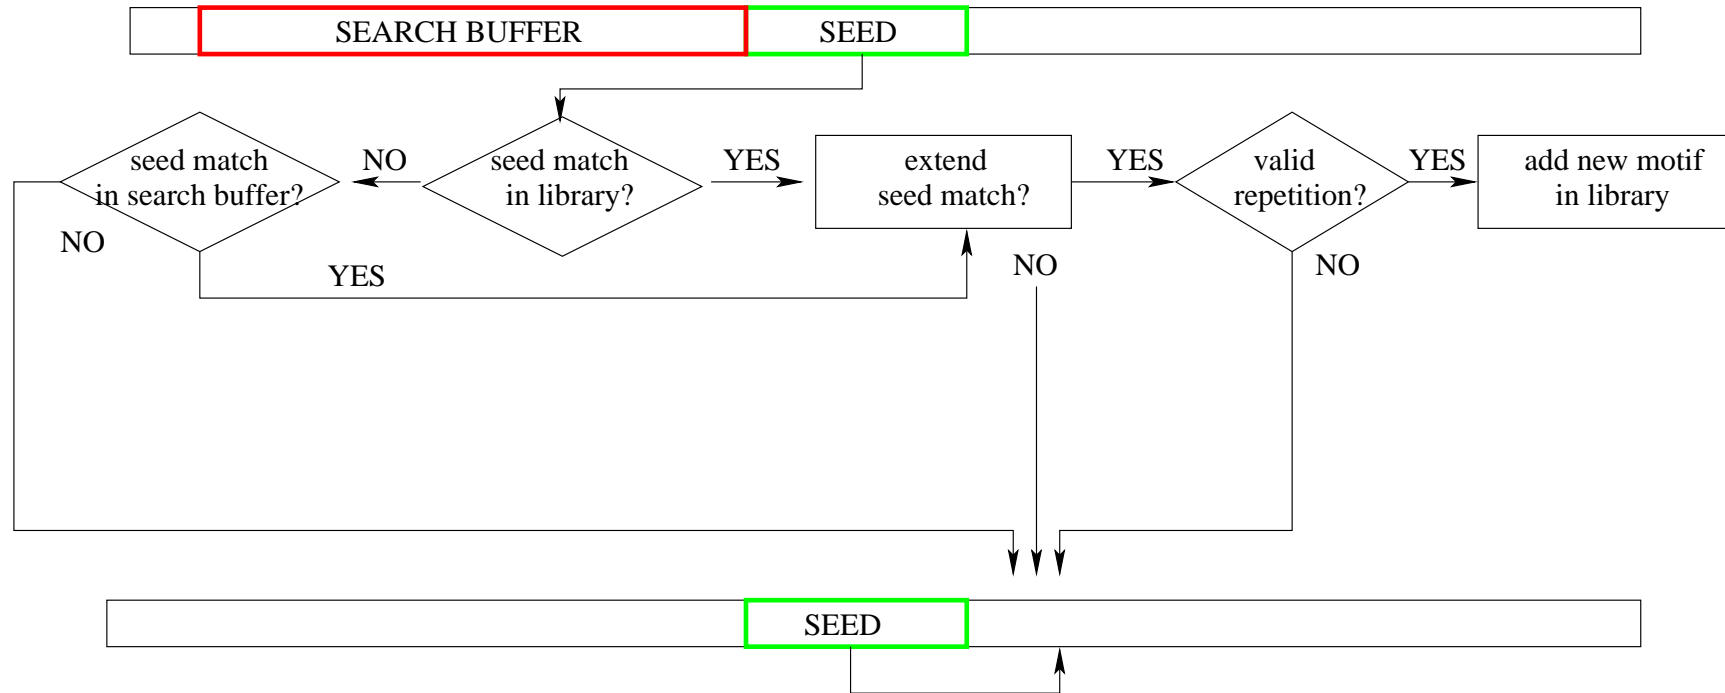 SEARCH BUFFER
SEED
seed match
in search buffer?
NO
seed match
in library?
YES
extend
seed match?
YES
valid
repetition?
YES
add new motif
in library
NO
YES
NO
NO
SEED